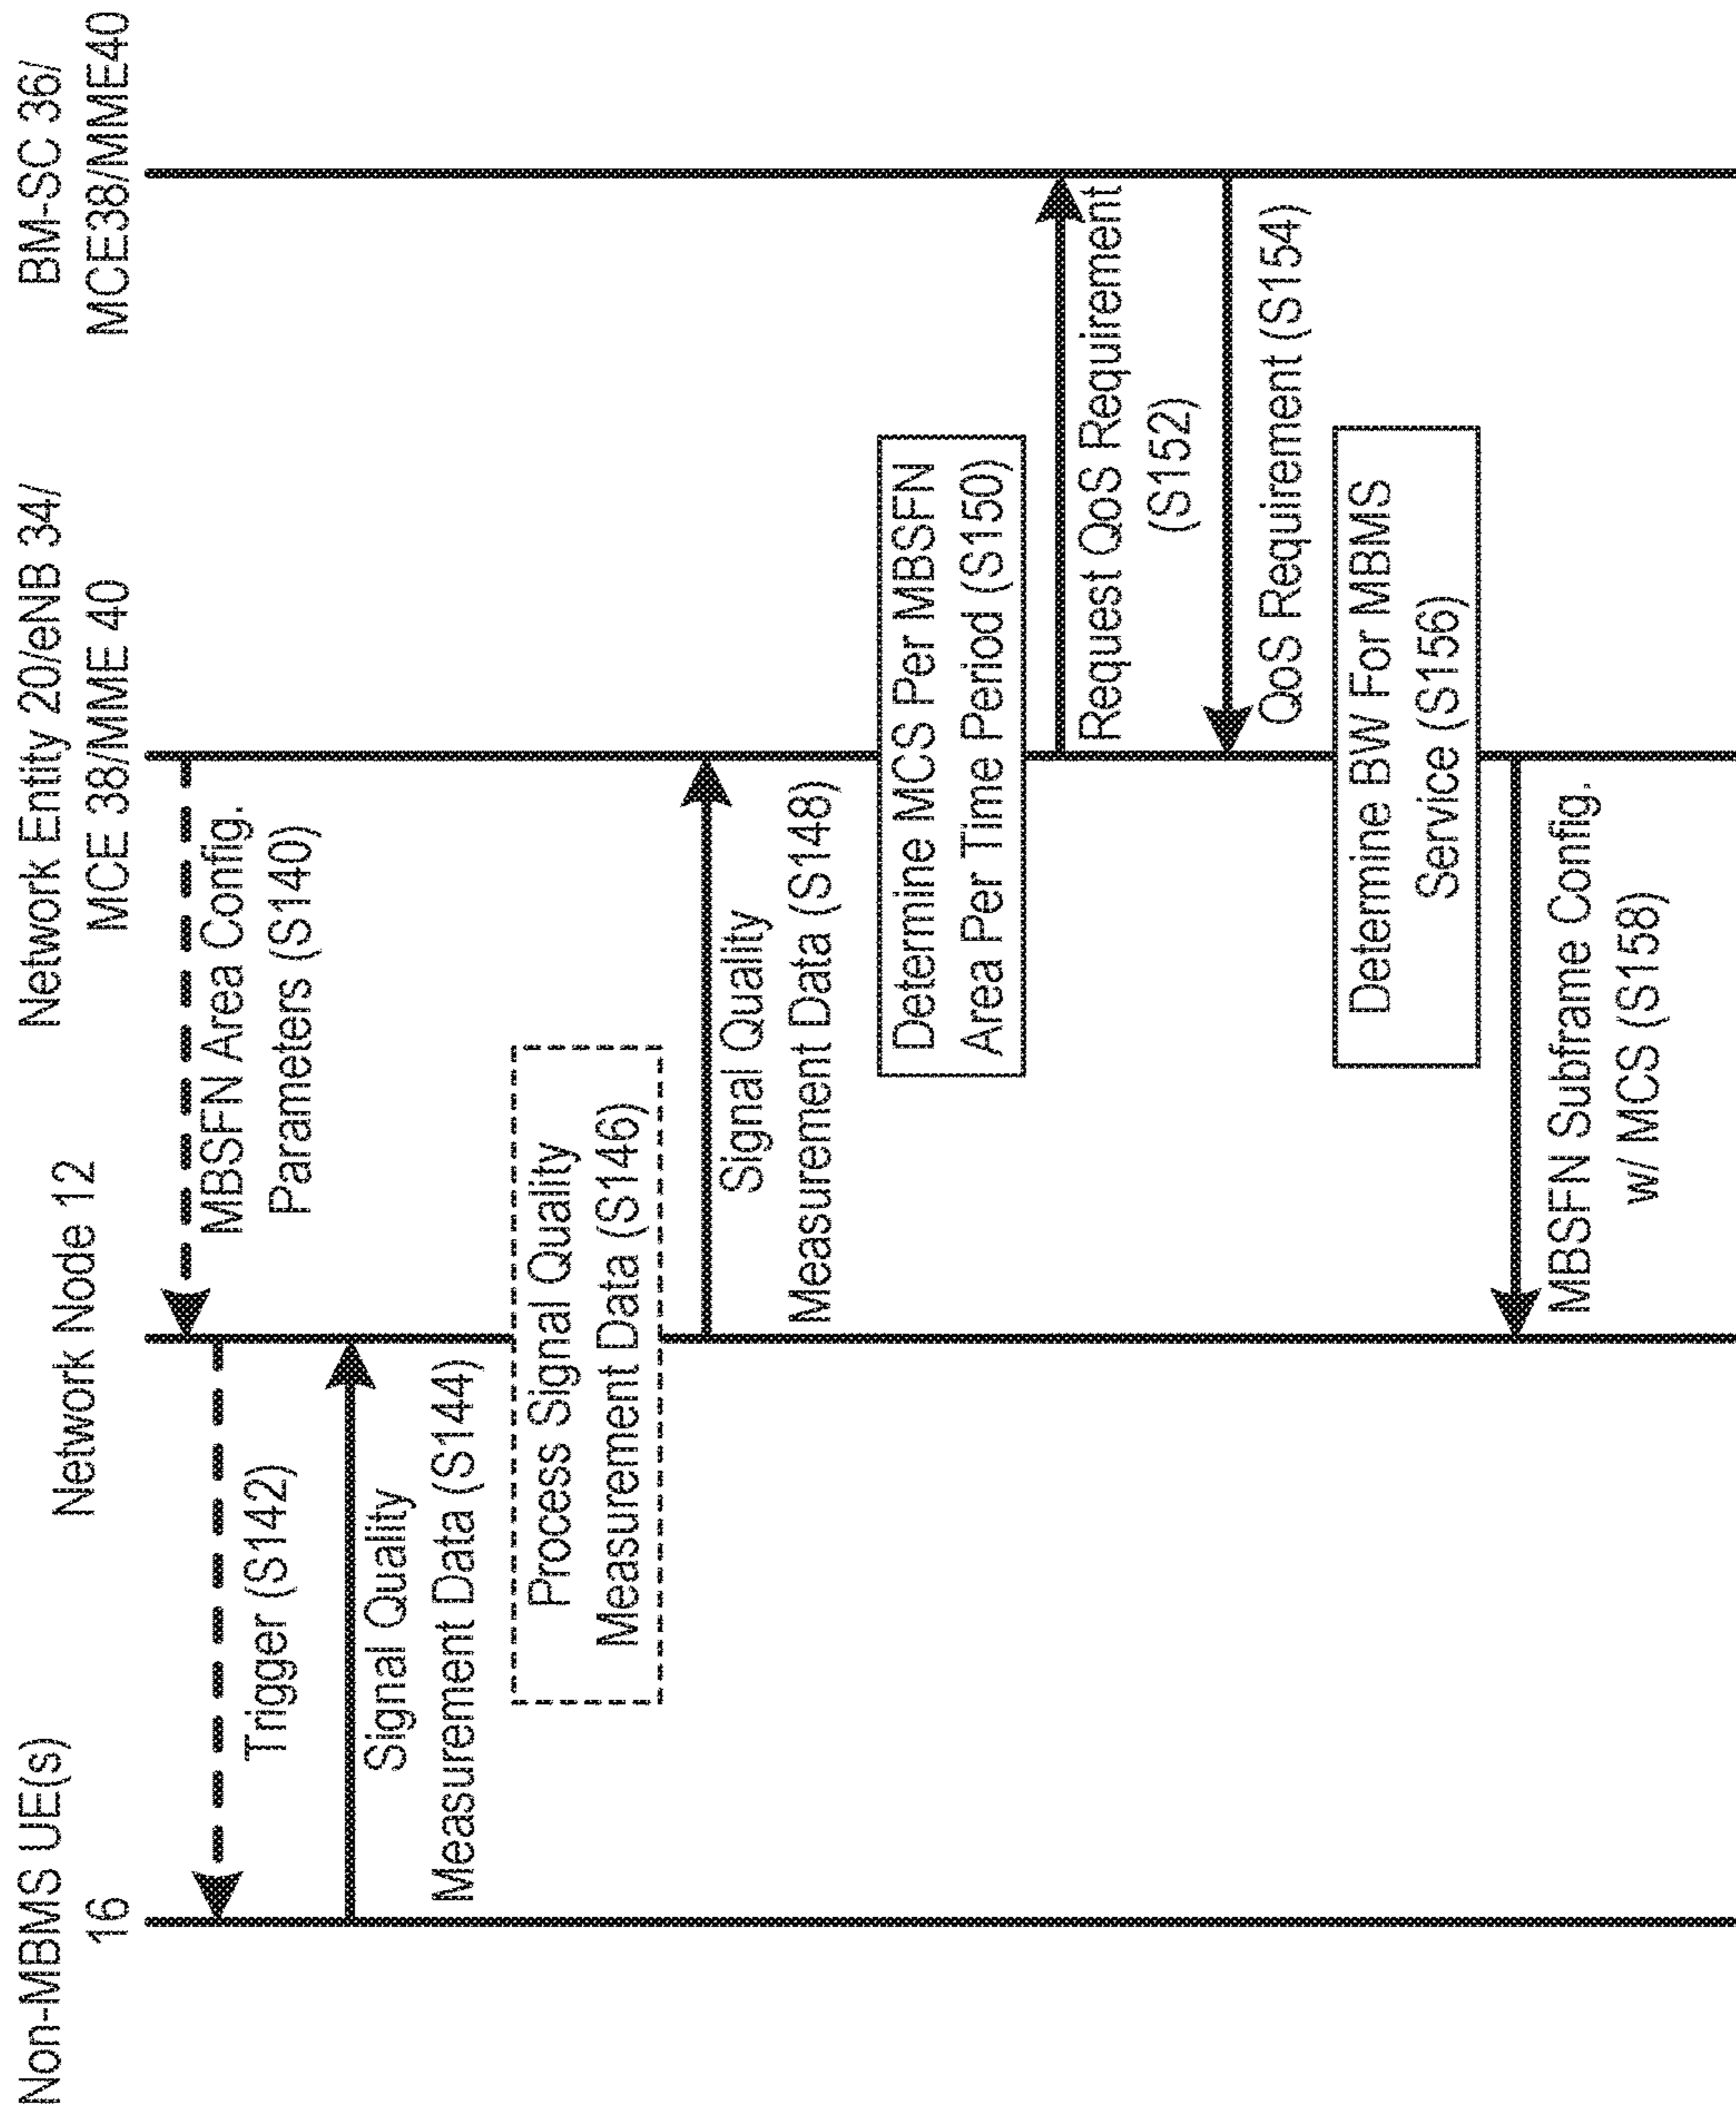 Non-MBMS UE(s)
16
Network Node 12
Network Entity 20/eNB 34/
MCE 38/MME 40
BM-SC 36/
MCE38/MME40
MBSFN Area Config.
Parameters (S140)
Trigger (S142)
Signal Quality
Measurement Data (S144)
Process Signal Quality
Measurement Data (S146)
Signal Quality
Measurement Data (S148)
Determine MCS Per MBSFN
Area Per Time Period (S150)
Request QoS Requirement
(S152)
QoS Requirement (S154)
Determine BW For MBMS
Service (S156)
MBSFN Subframe Config.
w/ MCS (S158)